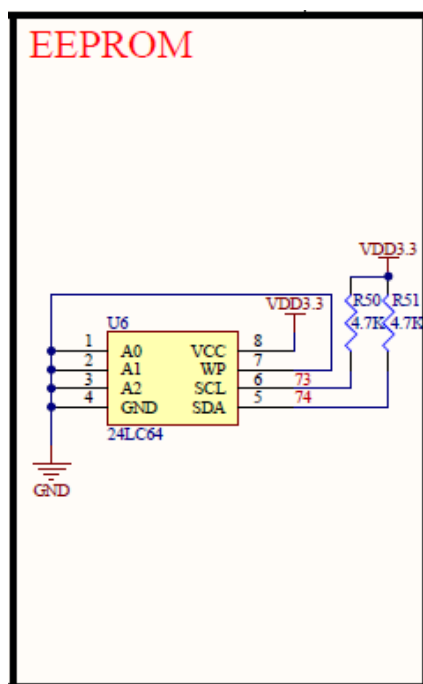 EEPROM
VDD3.3
VDD3.3
R50 R51
4.7K 4.7K
U6
1 A0 VCC 8
2 A1 WP 7
3 A2 SCL 6 73
4 GND SDA 5 74
24LC64
GND